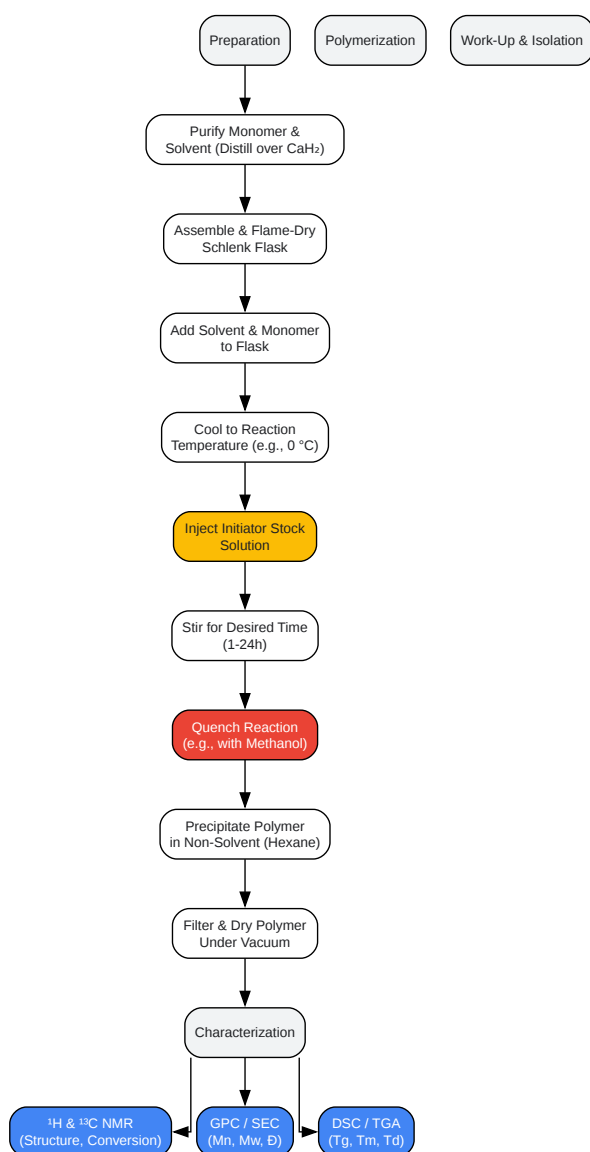 Preparation
Polymerization
Work-Up & Isolation
Purify Monomer &
Solvent (Distill over CaH₂)
Assemble & Flame-Dry
Schlenk Flask
Add Solvent & Monomer
to Flask
Cool to Reaction
Temperature (e.g., 0 °C)
Inject Initiator Stock
Solution
Stir for Desired Time
(1-24h)
Quench Reaction
(e.g., with Methanol)
Precipitate Polymer
in Non-Solvent (Hexane)
Filter & Dry Polymer
Under Vacuum
Characterization
¹H & ¹³C NMR
(Structure, Conversion)
GPC / SEC
(Mn, Mw, Đ)
DSC / TGA
(Tg, Tm, Td)